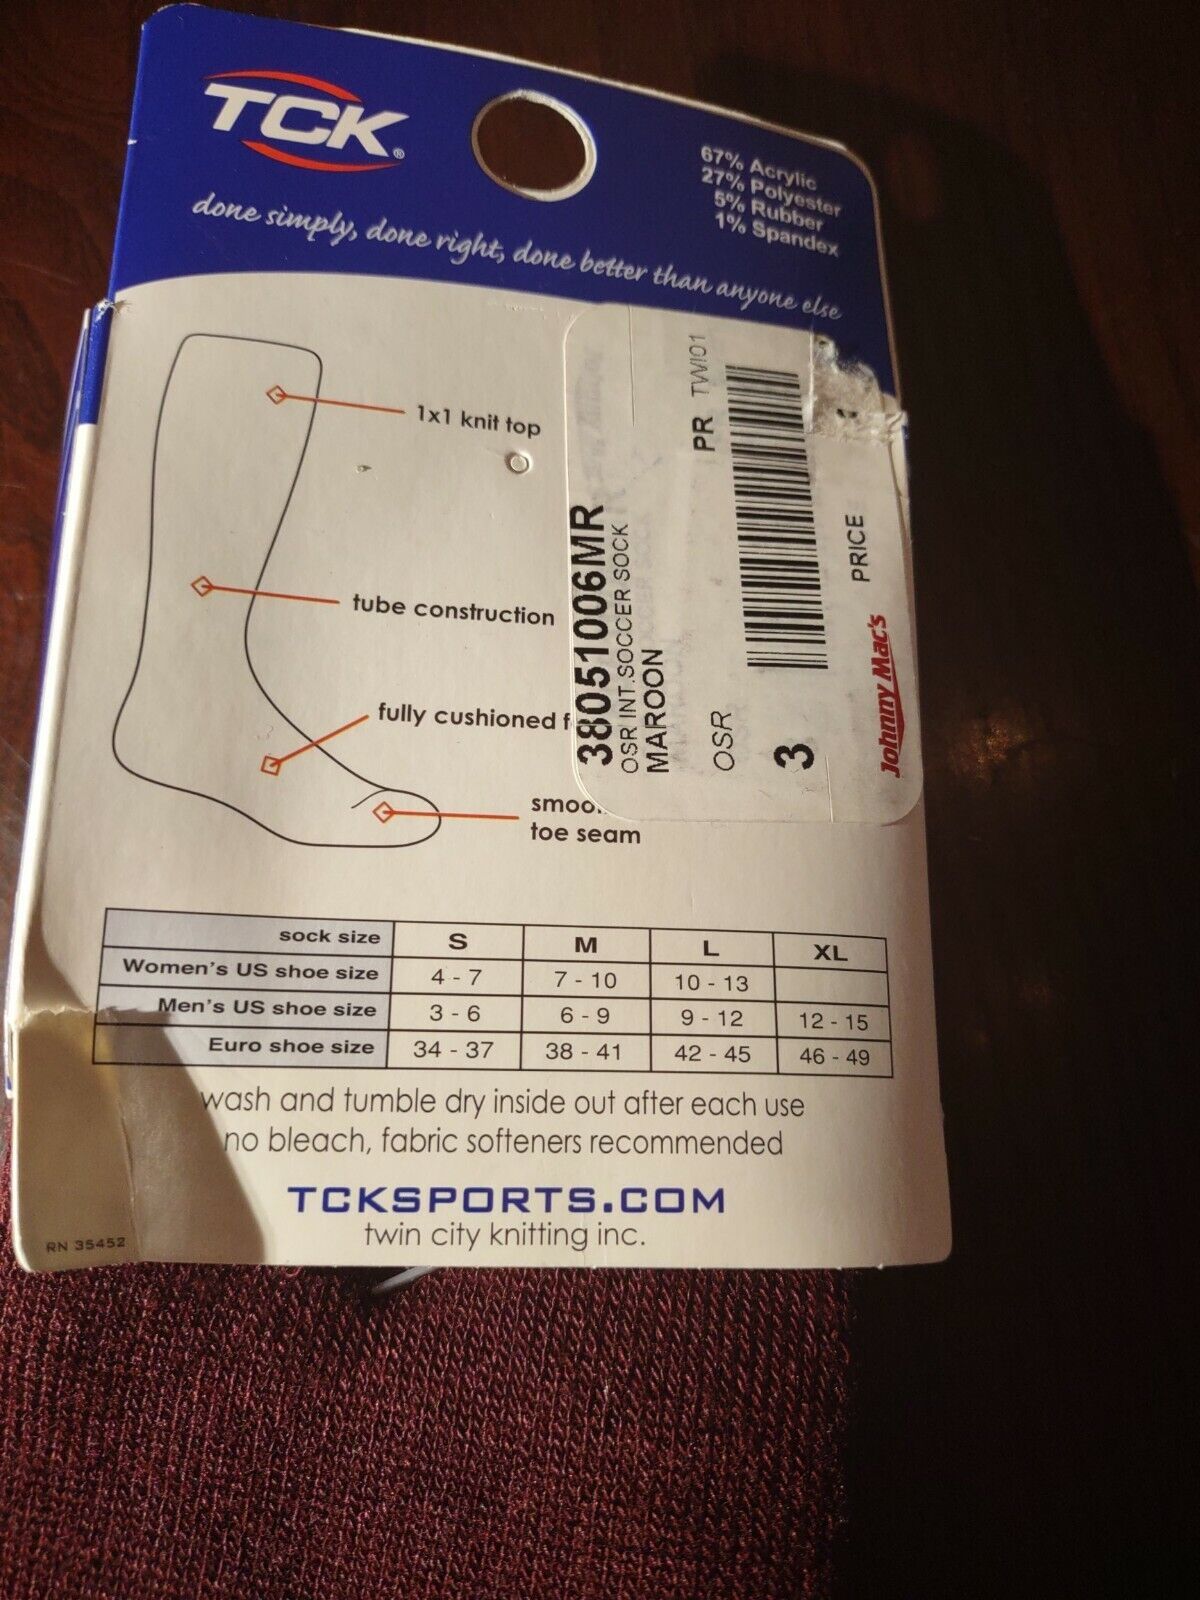 TCK®
67% Acrylic
27% Polyester
5% Rubber
1% Spandex
done simply, done right, done better than anyone else
1x1 knit top
tube construction
fully cushioned
toe seam
38051006MR
OSR INT.SOCCER SOCK
MAROON
OSR
3
PR TWI01
PRICE
Johnny Mac's
sock size S M L XL
Women's US shoe size 4 - 7 7 - 10 10 - 13
Men's US shoe size 3 - 6 6 - 9 9 - 12 12 - 15
Euro shoe size 34 - 37 38 - 41 42 - 45 46 - 49
wash and tumble dry inside out after each use
no bleach, fabric softeners recommended
TCKSPORTS.COM
twin city knitting inc.
RN 35452